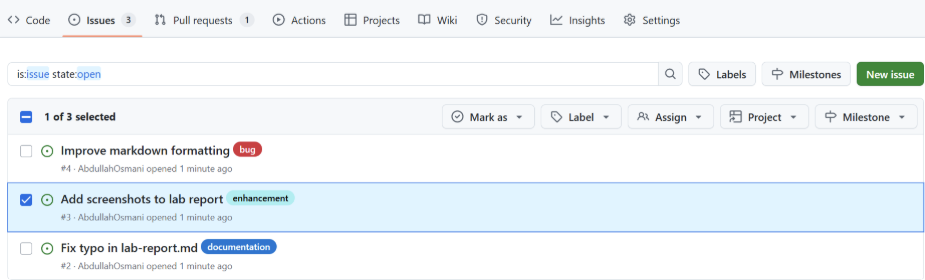 Code Issues 3 Pull requests 1 Actions Projects Wiki Security Insights Settings
is:issue state:open Labels Milestones New issue
1 of 3 selected Mark as Label Assign Project Milestone
Improve markdown formatting bug
#4 · AbdullahOsmani opened 1 minute ago
Add screenshots to lab report enhancement
#3 · AbdullahOsmani opened 1 minute ago
Fix typo in lab-report.md documentation
#2 · AbdullahOsmani opened 1 minute ago